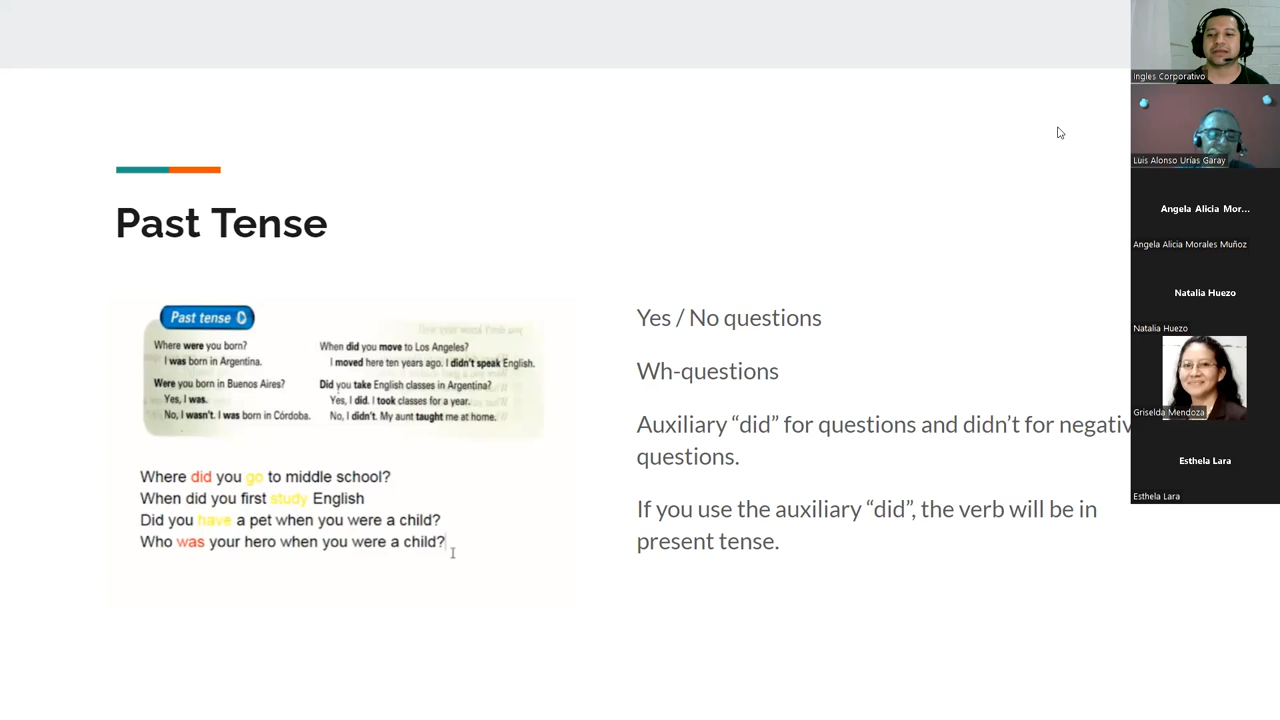 Past Tense
Past tense
Where were you born?
I was born in Argentina.
Were you born in Buenos Aires?
Yes, I was.
No, I wasn't. I was born in Córdoba.
When did you move to Los Angeles?
I moved here ten years ago. I didn't speak English.
Did you take English classes in Argentina?
Yes, I did. I took classes for a year.
No, I didn't. My aunt taught me at home.
Where did you go to middle school?
When did you first study English
Did you have a pet when you were a child?
Who was your hero when you were a child?
Yes / No questions
Wh-questions
Auxiliary “did” for questions and didn’t for negativ
questions.
If you use the auxiliary “did”, the verb will be in
present tense.
Ingles Corporativo
Luis Alonso Urías Garay
Angela Alicia Mor...
Angela Alicia Morales Muñoz
Natalia Huezo
Natalia Huezo
Griselda Mendoza
Esthela Lara
Esthela Lara